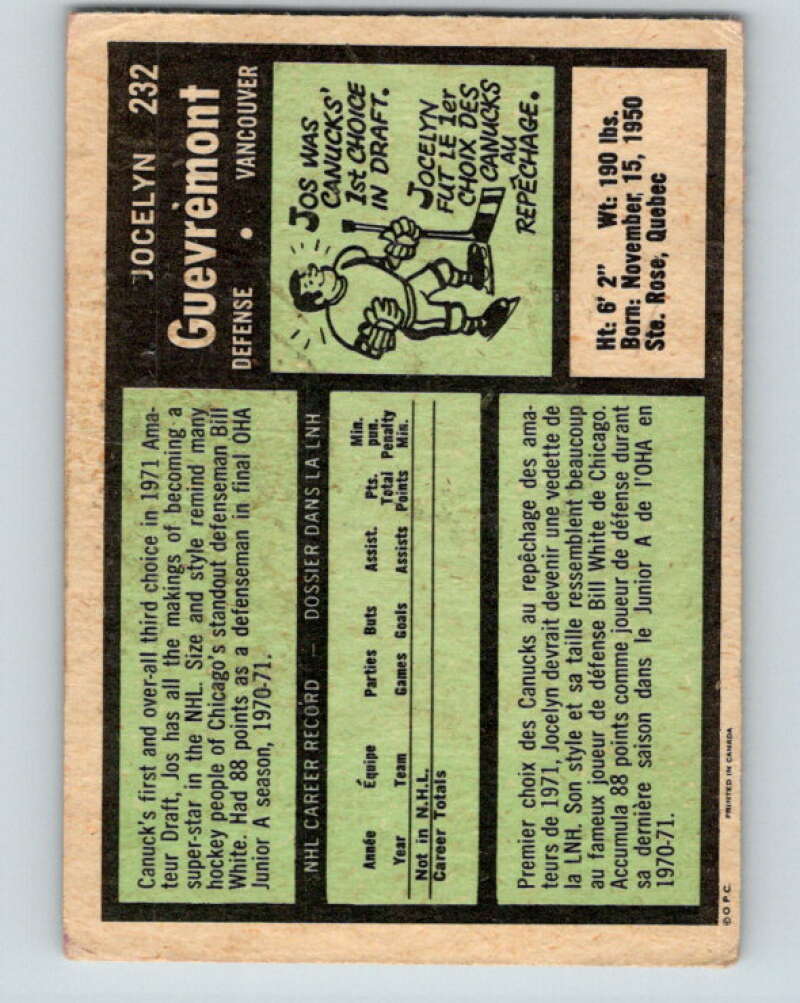 JOCELYN 232
Guevrèmont
DEFENSE • VANCOUVER
Canuck's first and over-all third choice in 1971 Ama-
teur Draft, Jos has all the makings of becoming a
super-star in the NHL. Size and style remind many
hockey people of Chicago's standout defenseman Bill
White. Had 88 points as a defenseman in final OHA
Junior A season, 1970-71.
JOS WAS
CANUCKS'
1st CHOICE
IN DRAFT.
JOCELYN
FUT LE 1er
CHOIX DES
CANUCKS
AU
REPÊCHAGE.
NHL CAREER RECORD — DOSSIER DANS LA LNH
Année Équipe Parties Buts Assist. Pts. Total Min. pun.
Year Team Games Goals Assists Points Penalty Min.
Not in N.H.L.
Career Totals
Ht: 6' 2" Wt: 190 lbs.
Born: November, 15, 1950
Ste. Rose, Quebec
Premier choix des Canucks au repêchage des ama-
teurs de 1971, Jocelyn devrait devenir une vedette de
la LNH. Son style et sa taille ressemblent beaucoup
au fameux joueur de défense Bill White de Chicago.
Accumula 88 points comme joueur de défense durant
sa dernière saison dans le Junior A de l'OHA en
1970-71.
© O.P.C. PRINTED IN CANADA